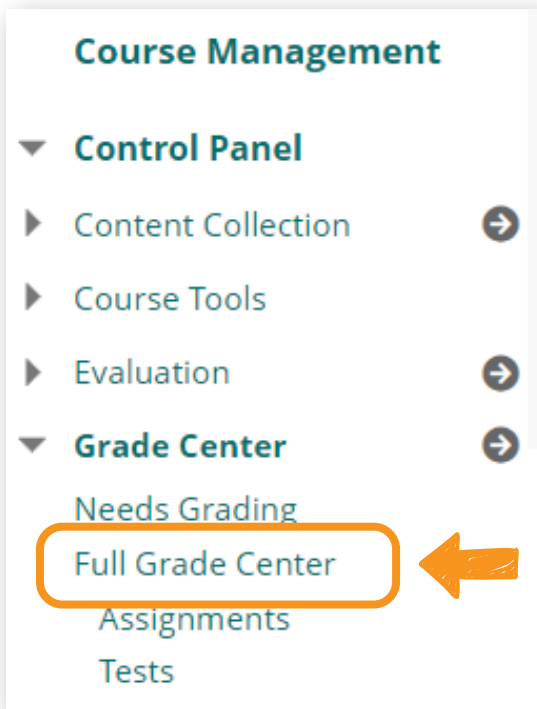 Course Management
Control Panel
Content Collection
Course Tools
Evaluation
Grade Center
Needs Grading
Full Grade Center
Assignments
Tests